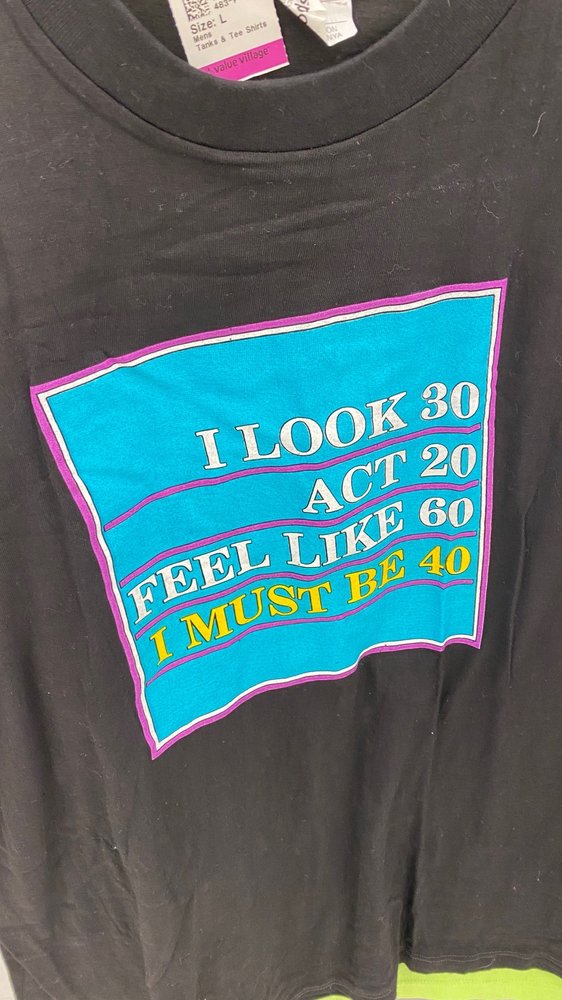 Size: L
Mens
Tanks & Tee Shirts
value village
I LOOK 30
ACT 20
FEEL LIKE 60
I MUST BE 40